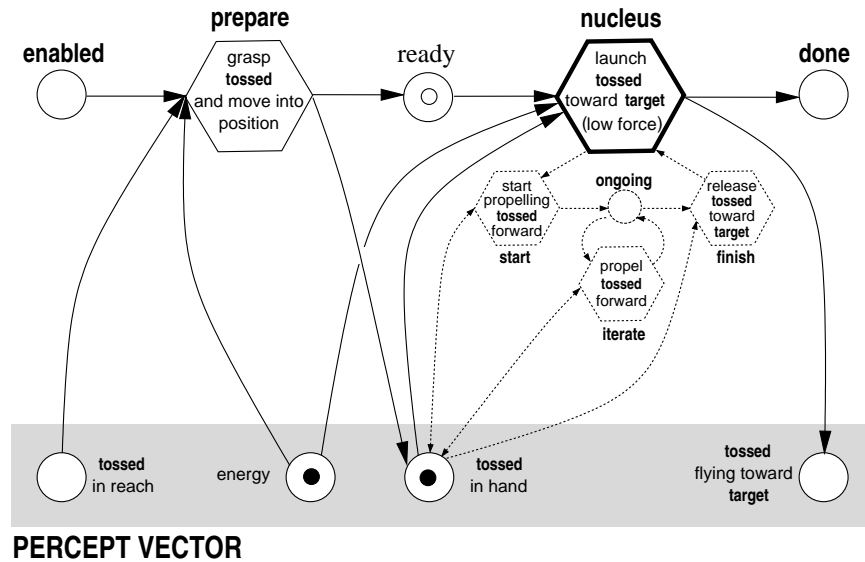 prepare
nucleus
enabled
ready
done
grasp
tossed
and move into
position
launch
tossed
toward target
(low force)
start
propelling
tossed
forward
start
ongoing
release
tossed
toward
target
finish
propel
tossed
forward
iterate
tossed
in reach
energy
tossed
in hand
tossed
flying toward
target
PERCEPT VECTOR